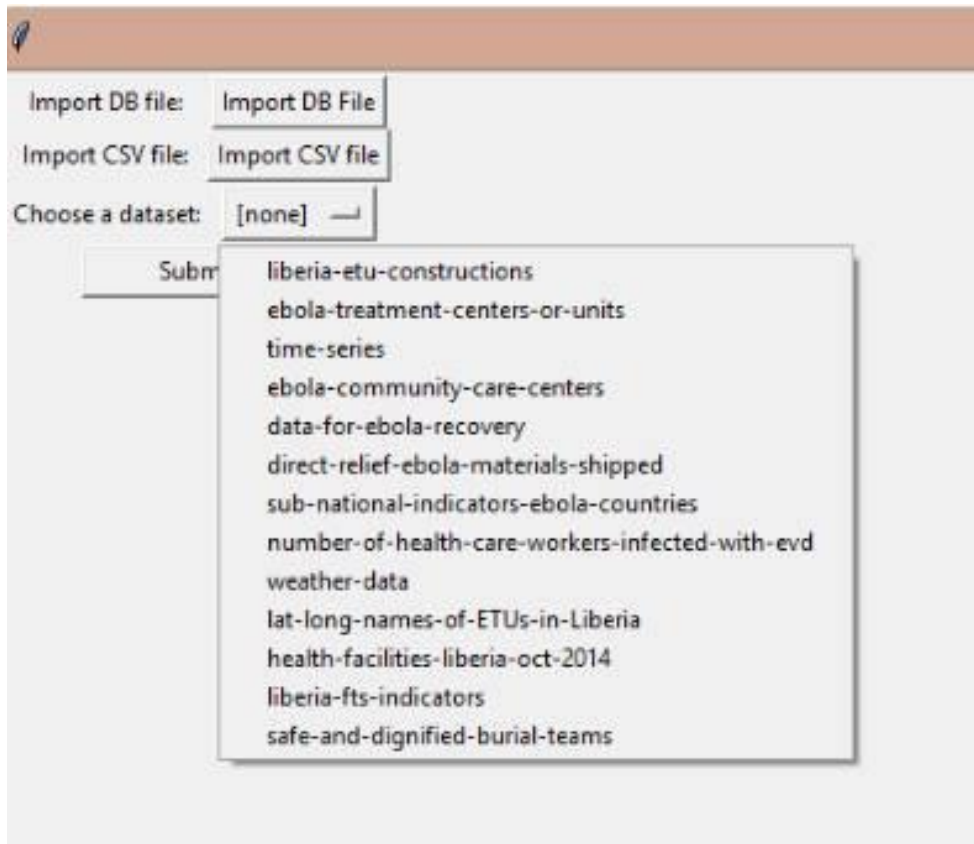 Import DB file: Import DB File
Import CSV file: Import CSV file
Choose a dataset: [none]
liberia-etu-constructions
ebola-treatment-centers-or-units
time-series
ebola-community-care-centers
data-for-ebola-recovery
direct-relief-ebola-materials-shipped
sub-national-indicators-ebola-countries
number-of-health-care-workers-infected-with-evd
weather-data
lat-long-names-of-ETUs-in-Liberia
health-facilities-liberia-oct-2014
liberia-fts-indicators
safe-and-dignified-burial-teams